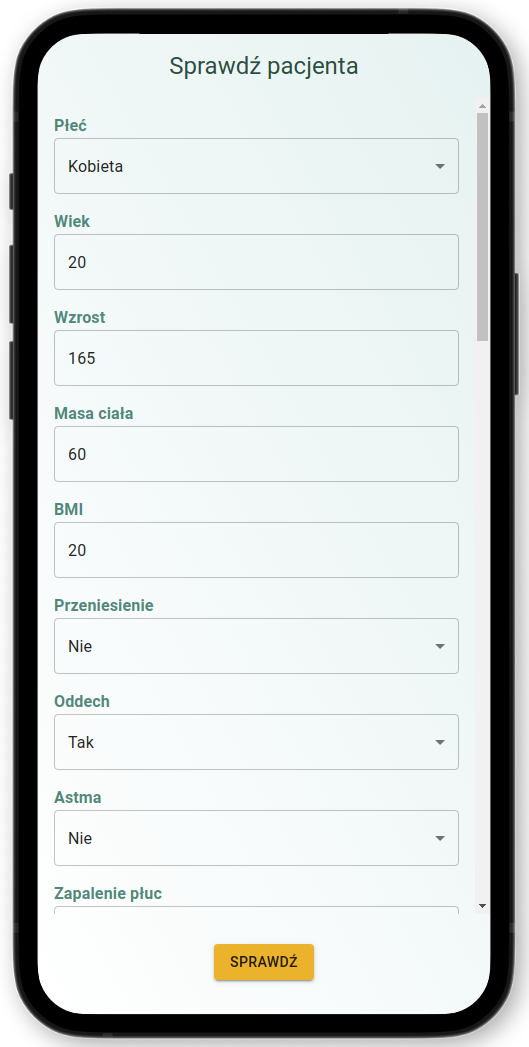 Sprawdź pacjenta
Płeć
Kobieta
Wiek
20
Wzrost
165
Masa ciała
60
BMI
20
Przeniesienie
Nie
Oddech
Tak
Astma
Nie
Zapalenie płuc
SPRAWDŹ